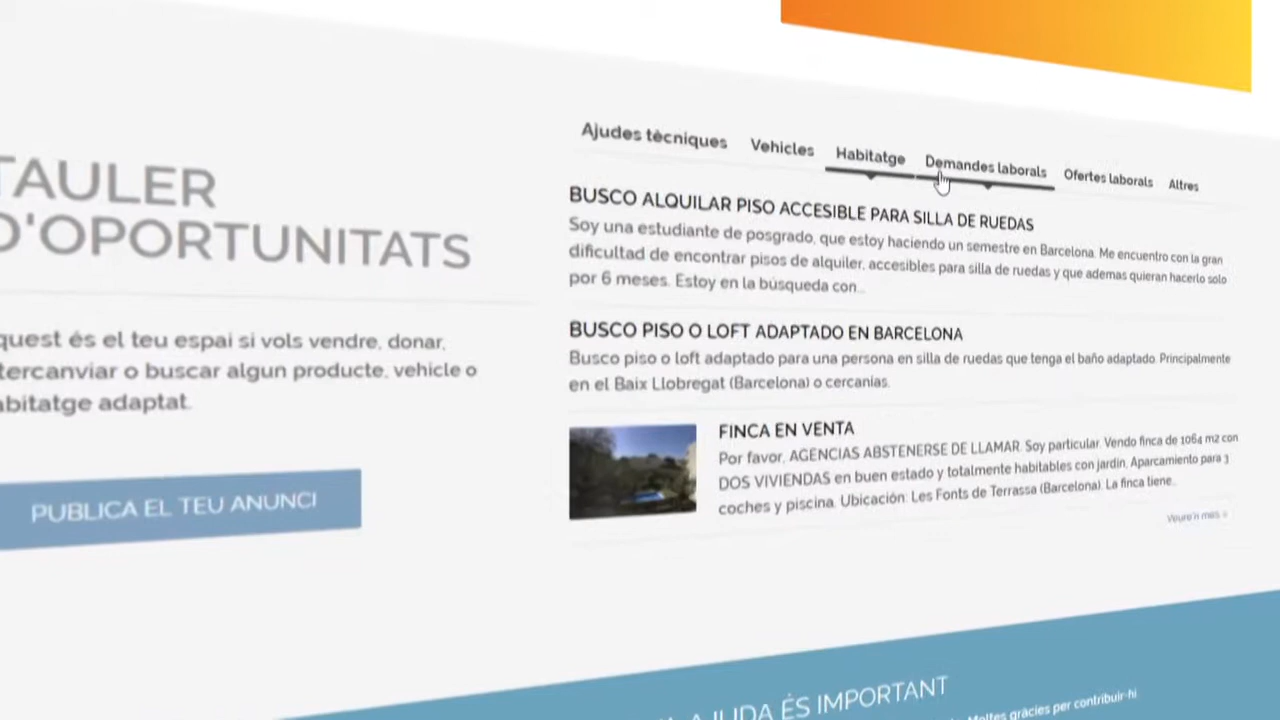 TAULER
D'OPORTUNITATS
quest és el teu espai si vols vendre, donar,
tercanviar o buscar algun producte, vehicle o
abitatge adaptat.
PUBLICA EL TEU ANUNCI
Ajudes tècniques Vehicles Habitatge Demandes laborals Ofertes laborals Altres
BUSCO ALQUILAR PISO ACCESIBLE PARA SILLA DE RUEDAS
Soy una estudiante de posgrado, que estoy haciendo un semestre en Barcelona. Me encuentro con la gran
dificultad de encontrar pisos de alquiler, accesibles para silla de ruedas y que ademas quieran hacerlo solo
por 6 meses. Estoy en la búsqueda con...
BUSCO PISO O LOFT ADAPTADO EN BARCELONA
Busco piso o loft adaptado para una persona en silla de ruedas que tenga el baño adaptado. Principalmente
en el Baix Llobregat (Barcelona) o cercanías.
FINCA EN VENTA
Por favor, AGENCIAS ABSTENERSE DE LLAMAR. Soy particular. Vendo finca de 1064 m2 con
DOS VIVIENDAS en buen estado y totalmente habitables con jardín, Aparcamiento para 3
coches y piscina. Ubicación: Les Fonts de Terrassa (Barcelona). La finca tiene...
Veure'n més »
AJUDA ÉS IMPORTANT
Moltes gràcies per contribuir-hi